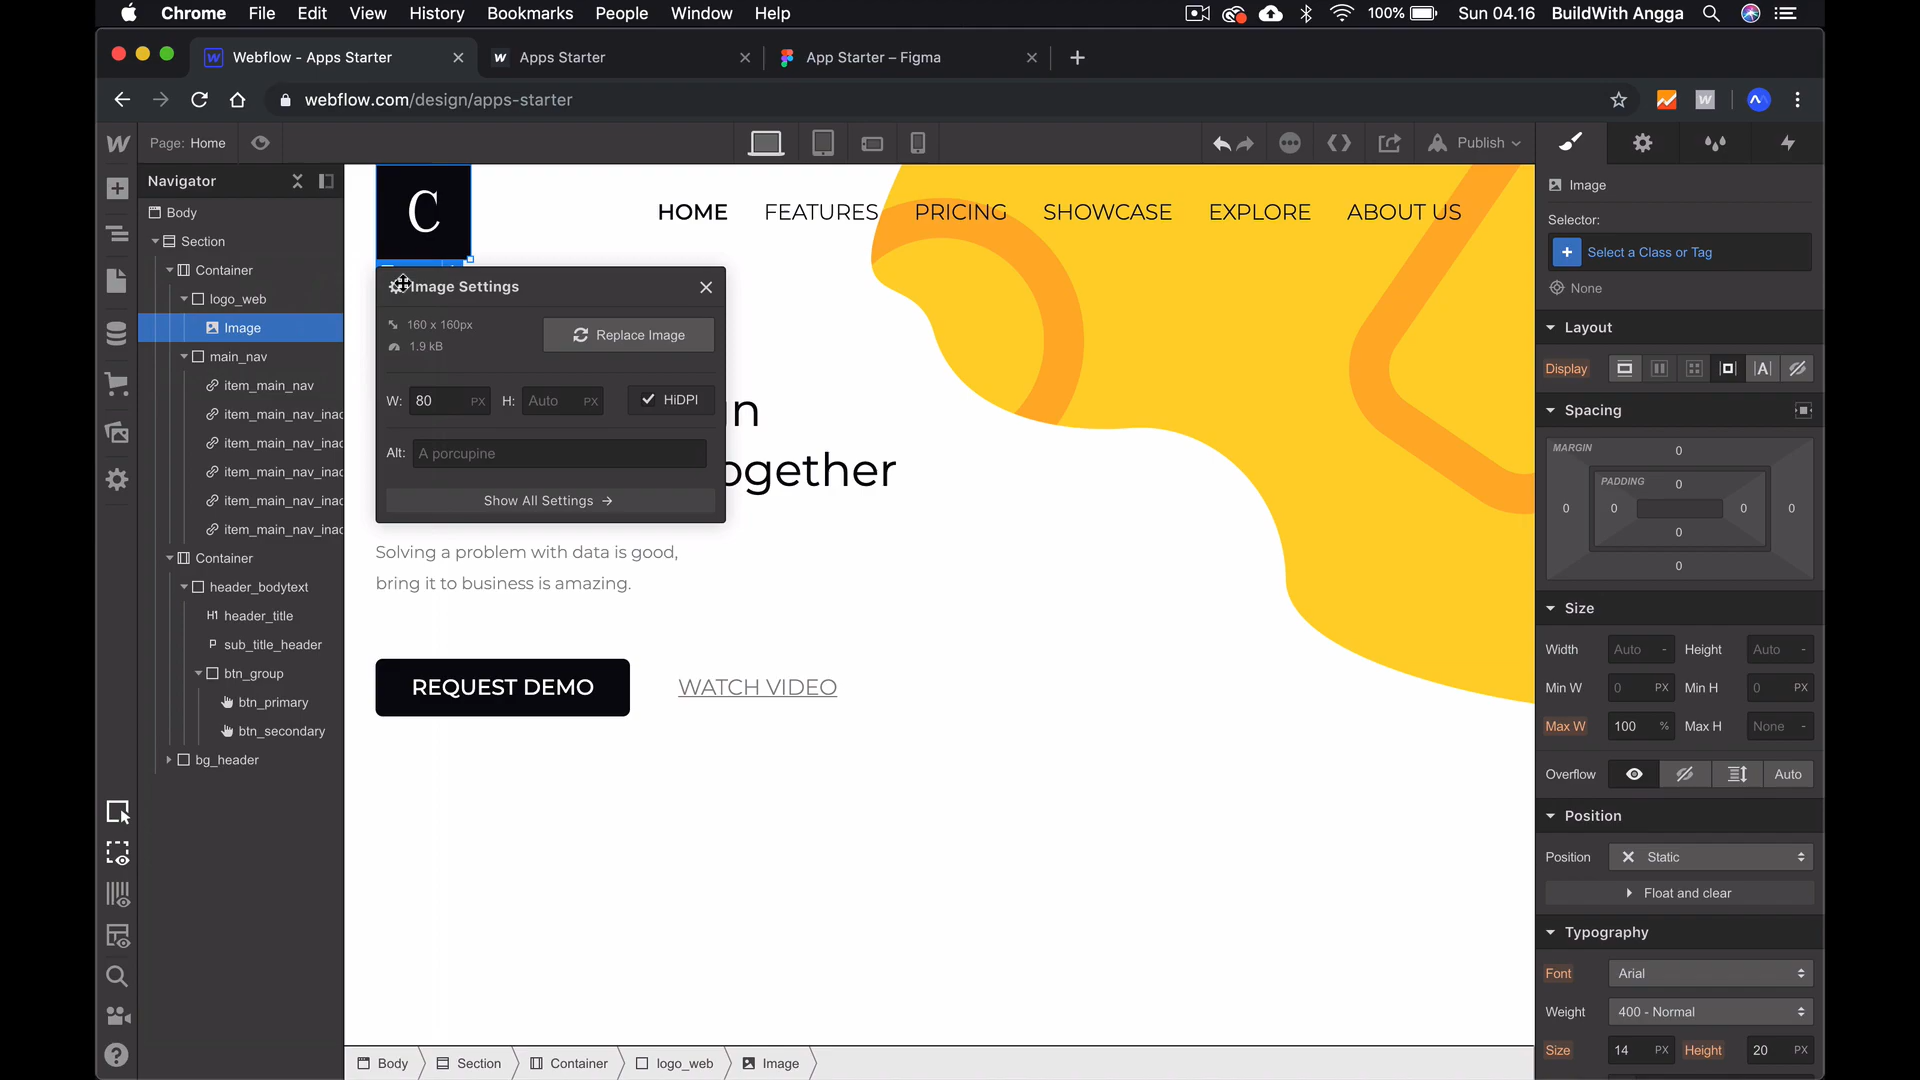 Chrome File Edit View History Bookmarks People Window Help 100% Sun 04.16 BuildWith Angga
Webflow - Apps Starter Apps Starter App Starter – Figma
webflow.com/design/apps-starter
Page: Home Publish
Navigator
Body
Section
Container
logo_web
Image
main_nav
item_main_nav
item_main_nav_inac
item_main_nav_inac
item_main_nav_inac
item_main_nav_inac
item_main_nav_inac
Container
header_bodytext
H1 header_title
P sub_title_header
btn_group
btn_primary
btn_secondary
bg_header
C HOME FEATURES PRICING SHOWCASE EXPLORE ABOUT US
Image Settings
160 x 160px
1.9 kB
Replace Image
W: 80 PX H: Auto PX HiDPI
Alt: A porcupine
Show All Settings
n
ogether
Solving a problem with data is good,
bring it to business is amazing.
REQUEST DEMO WATCH VIDEO
Body Section Container logo_web Image
Image
Selector:
Select a Class or Tag
None
Layout
Display
Spacing
MARGIN 0
PADDING 0
0 0 0 0
0
0
Size
Width Auto - Height Auto -
Min W 0 PX Min H 0 PX
Max W 100 % Max H None -
Overflow Auto
Position
Position Static
Float and clear
Typography
Font Arial
Weight 400 - Normal
Size 14 PX Height 20 PX